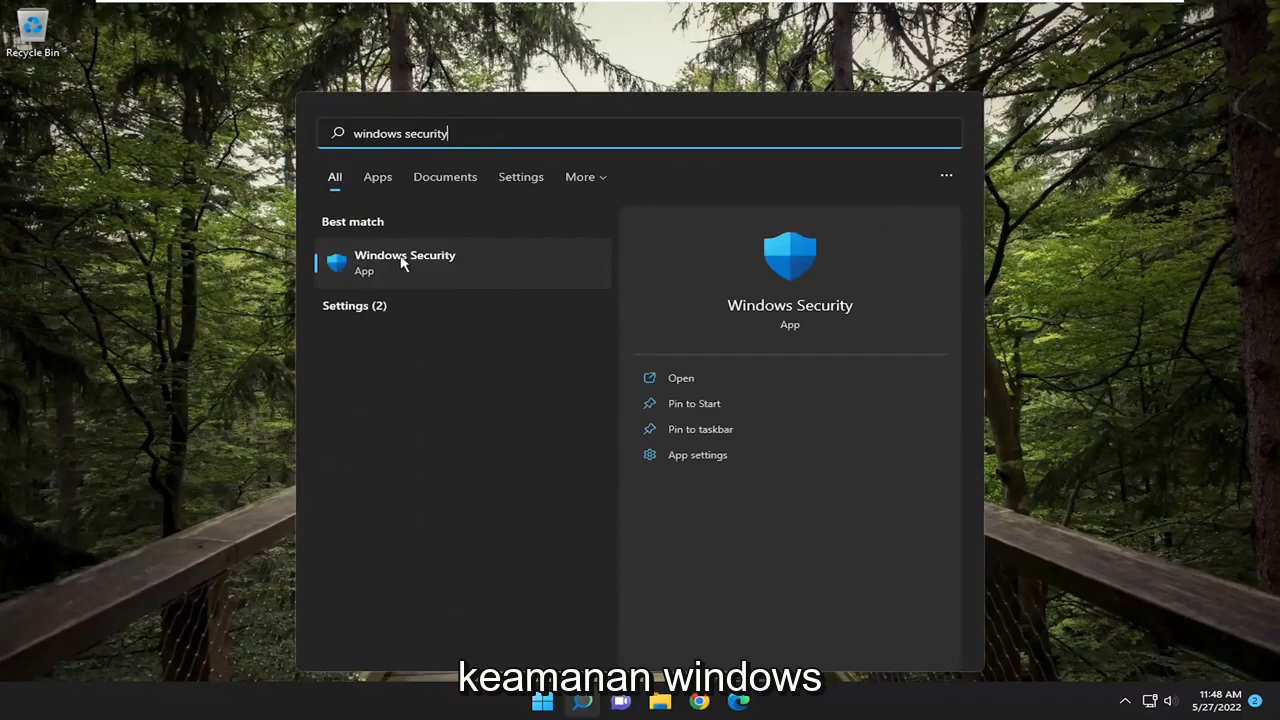 Recycle Bin
windows security
All Apps Documents Settings More
Best match
Windows Security
App
Settings (2)
Windows Security
App
Open
Pin to Start
Pin to taskbar
App settings
keamanan windows
11:48 AM
5/27/2022
2